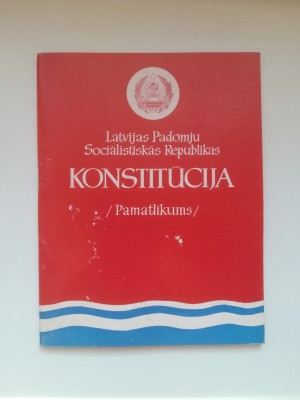 Latvijas Padomju
Sociālistiskās Republikas
KONSTITŪCIJA
/Pamatlikums/